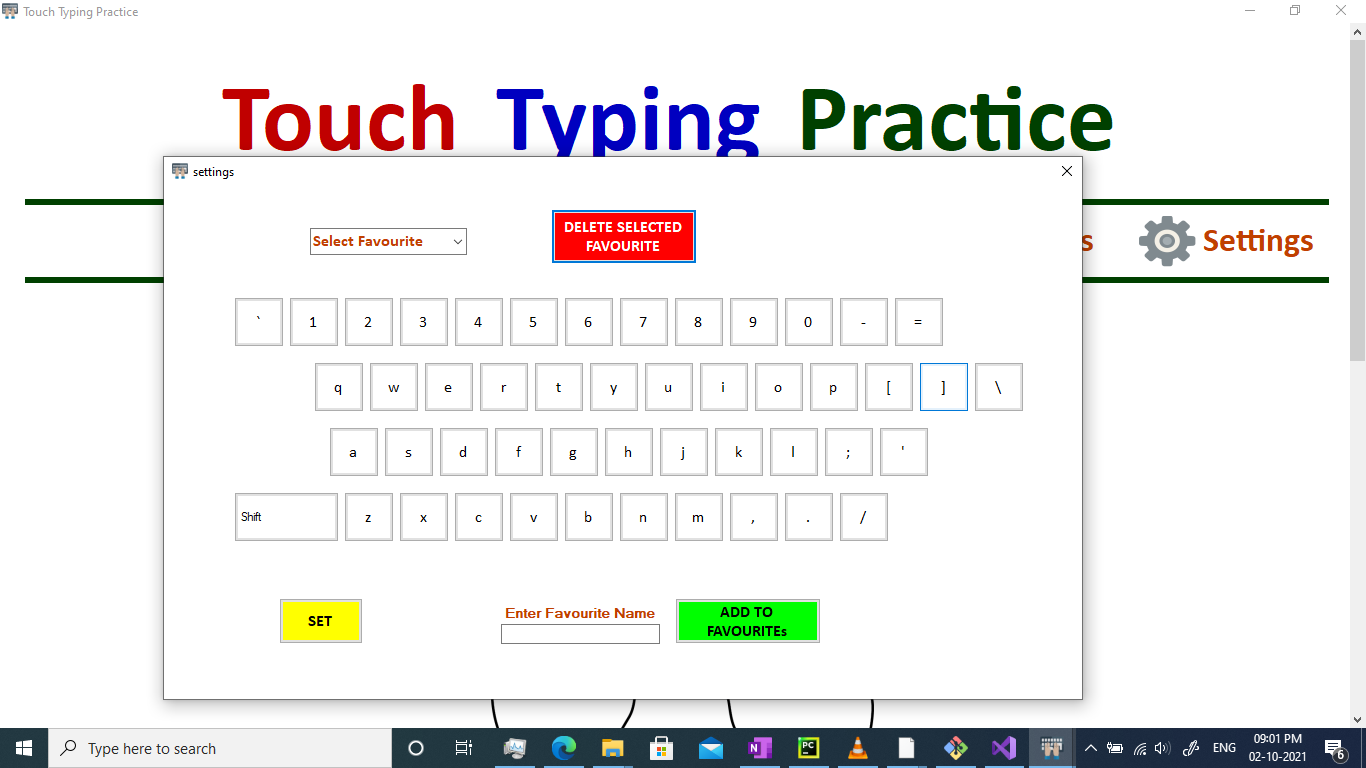 Touch Typing Practice
Touch Typing Practice
settings
Select Favourite
DELETE SELECTED
FAVOURITE
s
Settings
` 1 2 3 4 5 6 7 8 9 0 - =
q w e r t y u i o p [ ] \
a s d f g h j k l ; '
Shift z x c v b n m , . /
SET
Enter Favourite Name
ADD TO
FAVOURITEs
Type here to search
N
PC
ENG
09:01 PM
02-10-2021
6